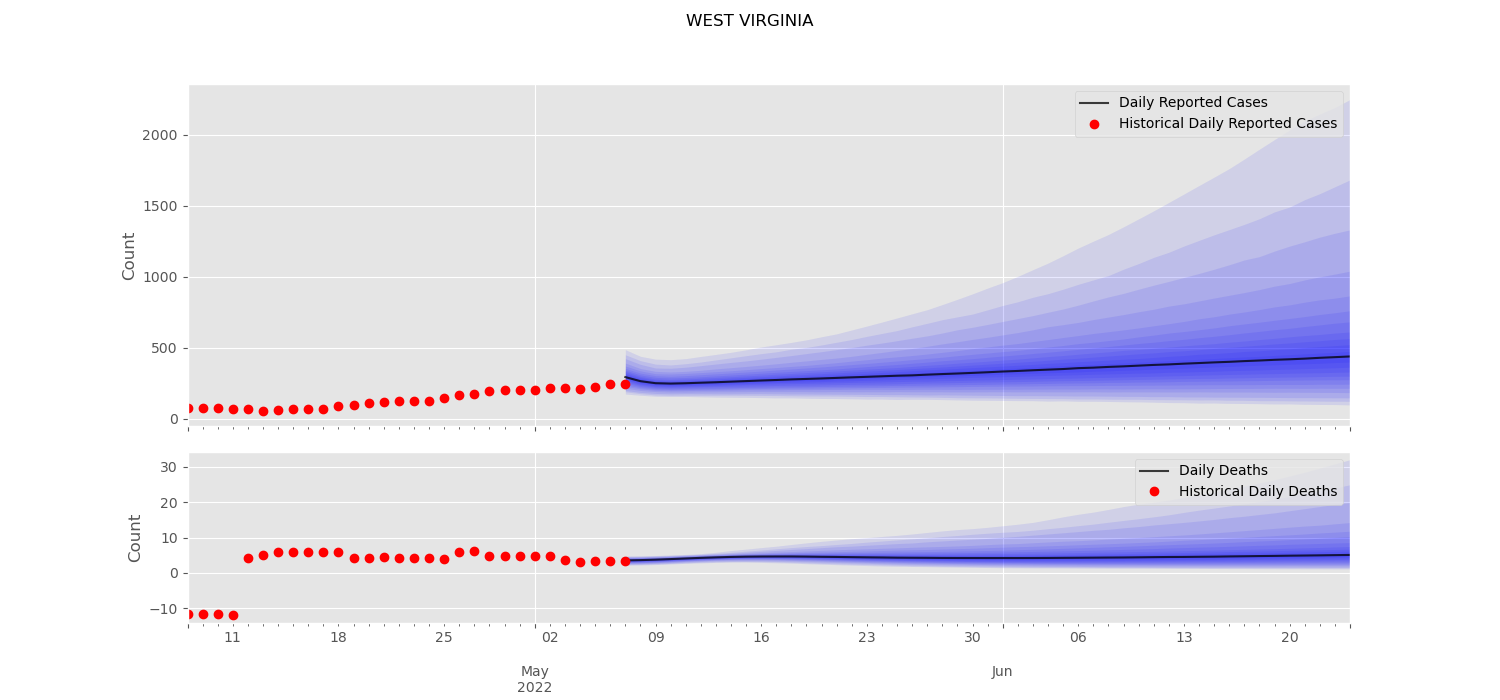 WEST VIRGINIA
Daily Reported Cases
Historical Daily Reported Cases
2000
1500
1000
500
0
Count
Daily Deaths
Historical Daily Deaths
30
20
10
0
−10
Count
11 18 25 02 09 16 23 30 06 13 20
May Jun
2022